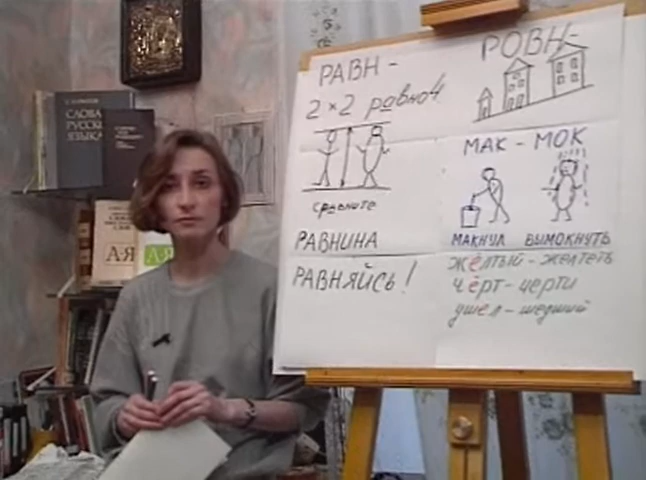 СЛОВАРЬ
РУССКОГО
ЯЗЫКА
А-Я
А-Я
РАВН-
2×2 равно 4
сравните
РАВНИНА
РАВНЯЙСЬ!
РОВН-
МАК - МОК
МАКНУЛ ВЫМОКНУТЬ
жёлтый - желтеть
чёрт - черти
ушёл - шедший